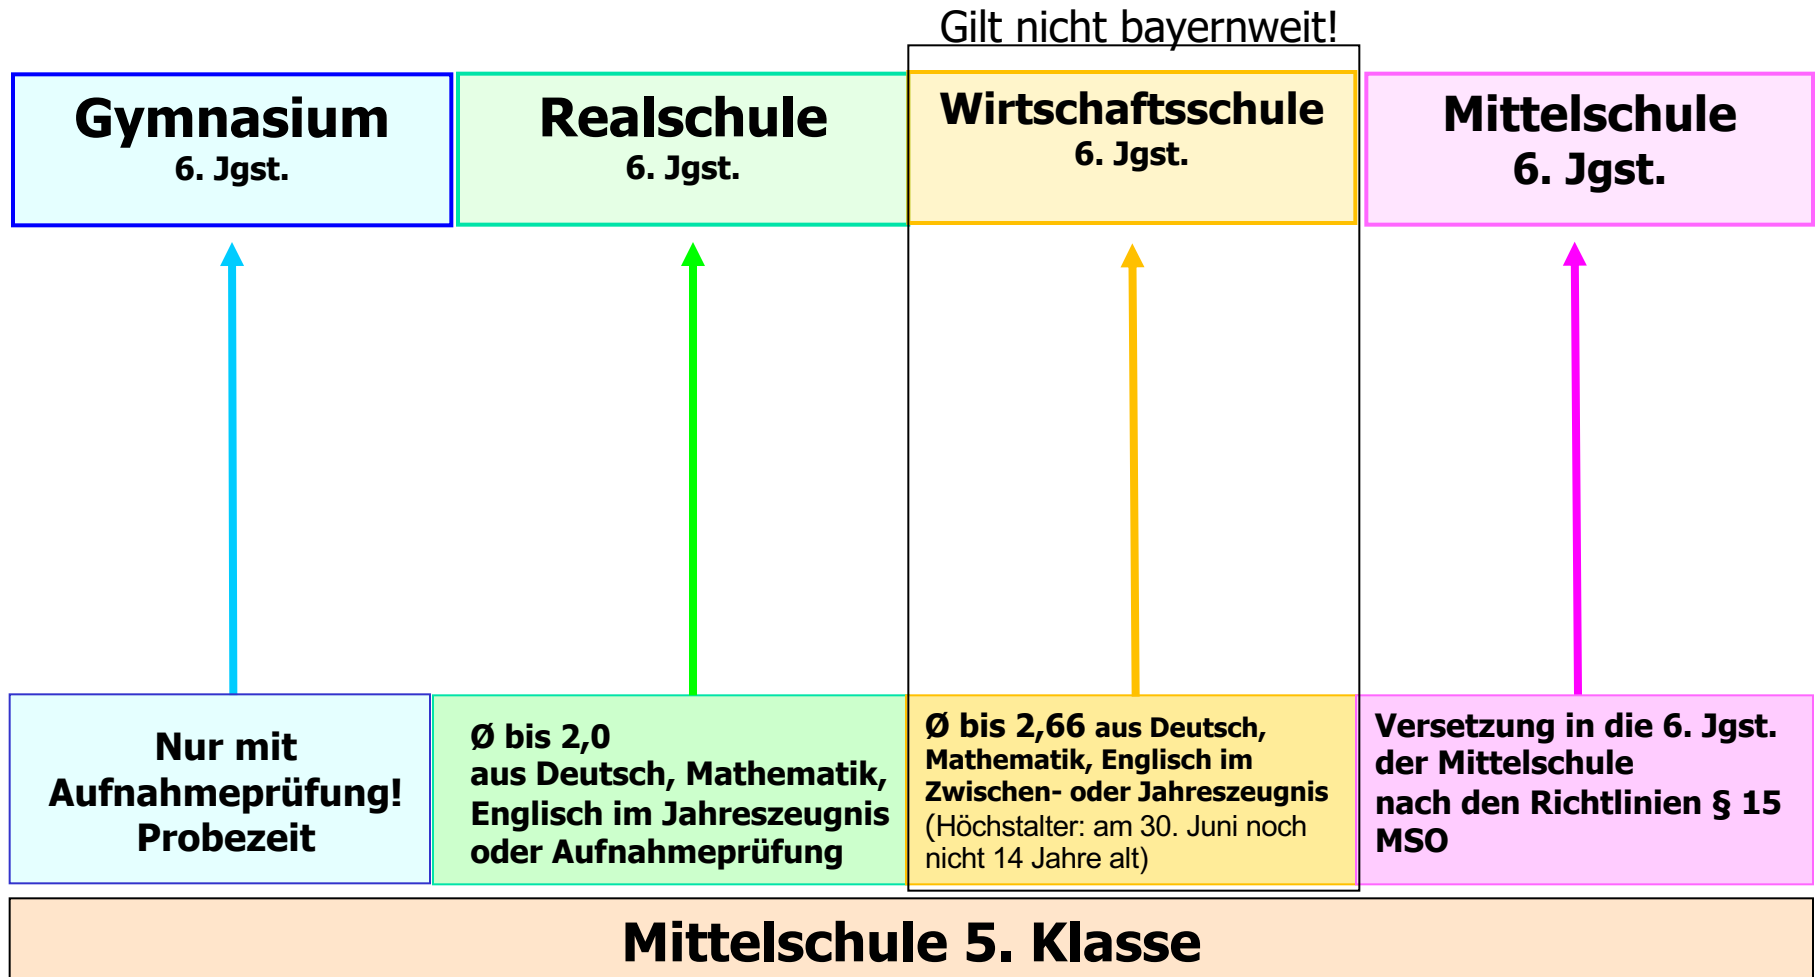 Gilt nicht bayernweit!
Gymnasium
6. Jgst.
Realschule
6. Jgst.
Wirtschaftsschule
6. Jgst.
Mittelschule
6. Jgst.
Nur mit
Aufnahmeprüfung!
Probezeit
Ø bis 2,0
aus Deutsch, Mathematik,
Englisch im Jahreszeugnis
oder Aufnahmeprüfung
Ø bis 2,66 aus Deutsch,
Mathematik, Englisch im
Zwischen- oder Jahreszeugnis
(Höchstalter: am 30. Juni noch
nicht 14 Jahre alt)
Versetzung in die 6. Jgst.
der Mittelschule
nach den Richtlinien § 15
MSO
Mittelschule 5. Klasse